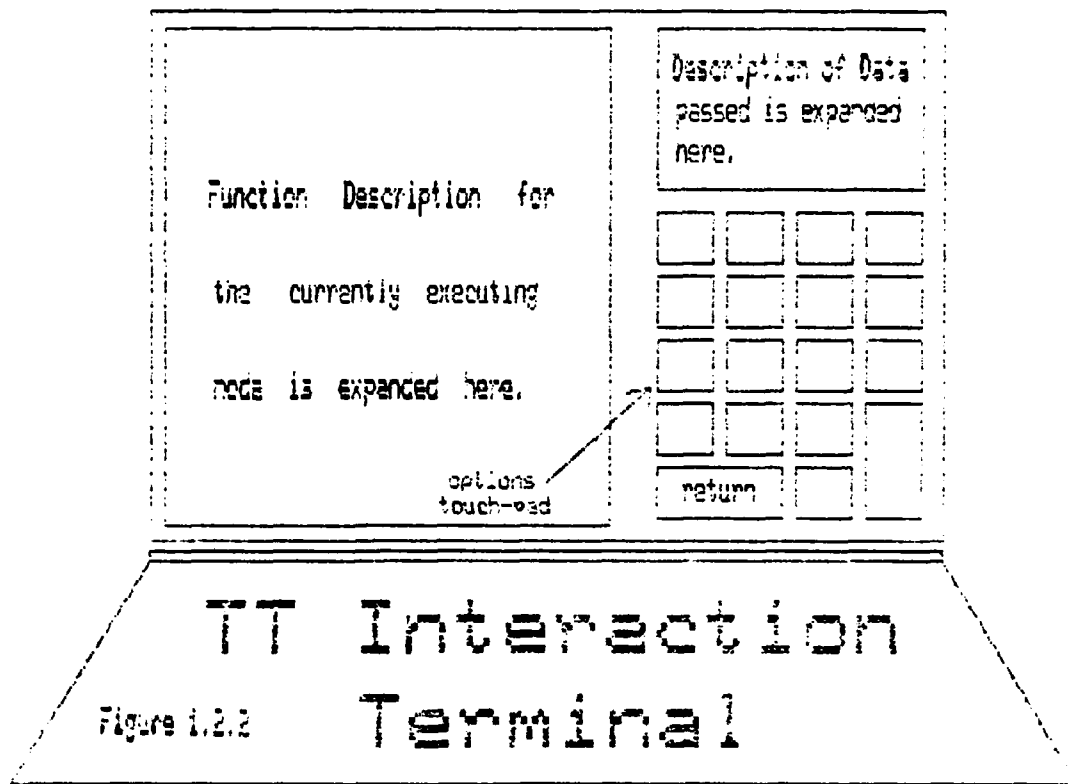 Function Description for
the currently executing
node is expanded here.
Description of Data
passed is expanded
here.
options
touch-pad
return
TT Interaction
Terminal
Figure 1.2.2